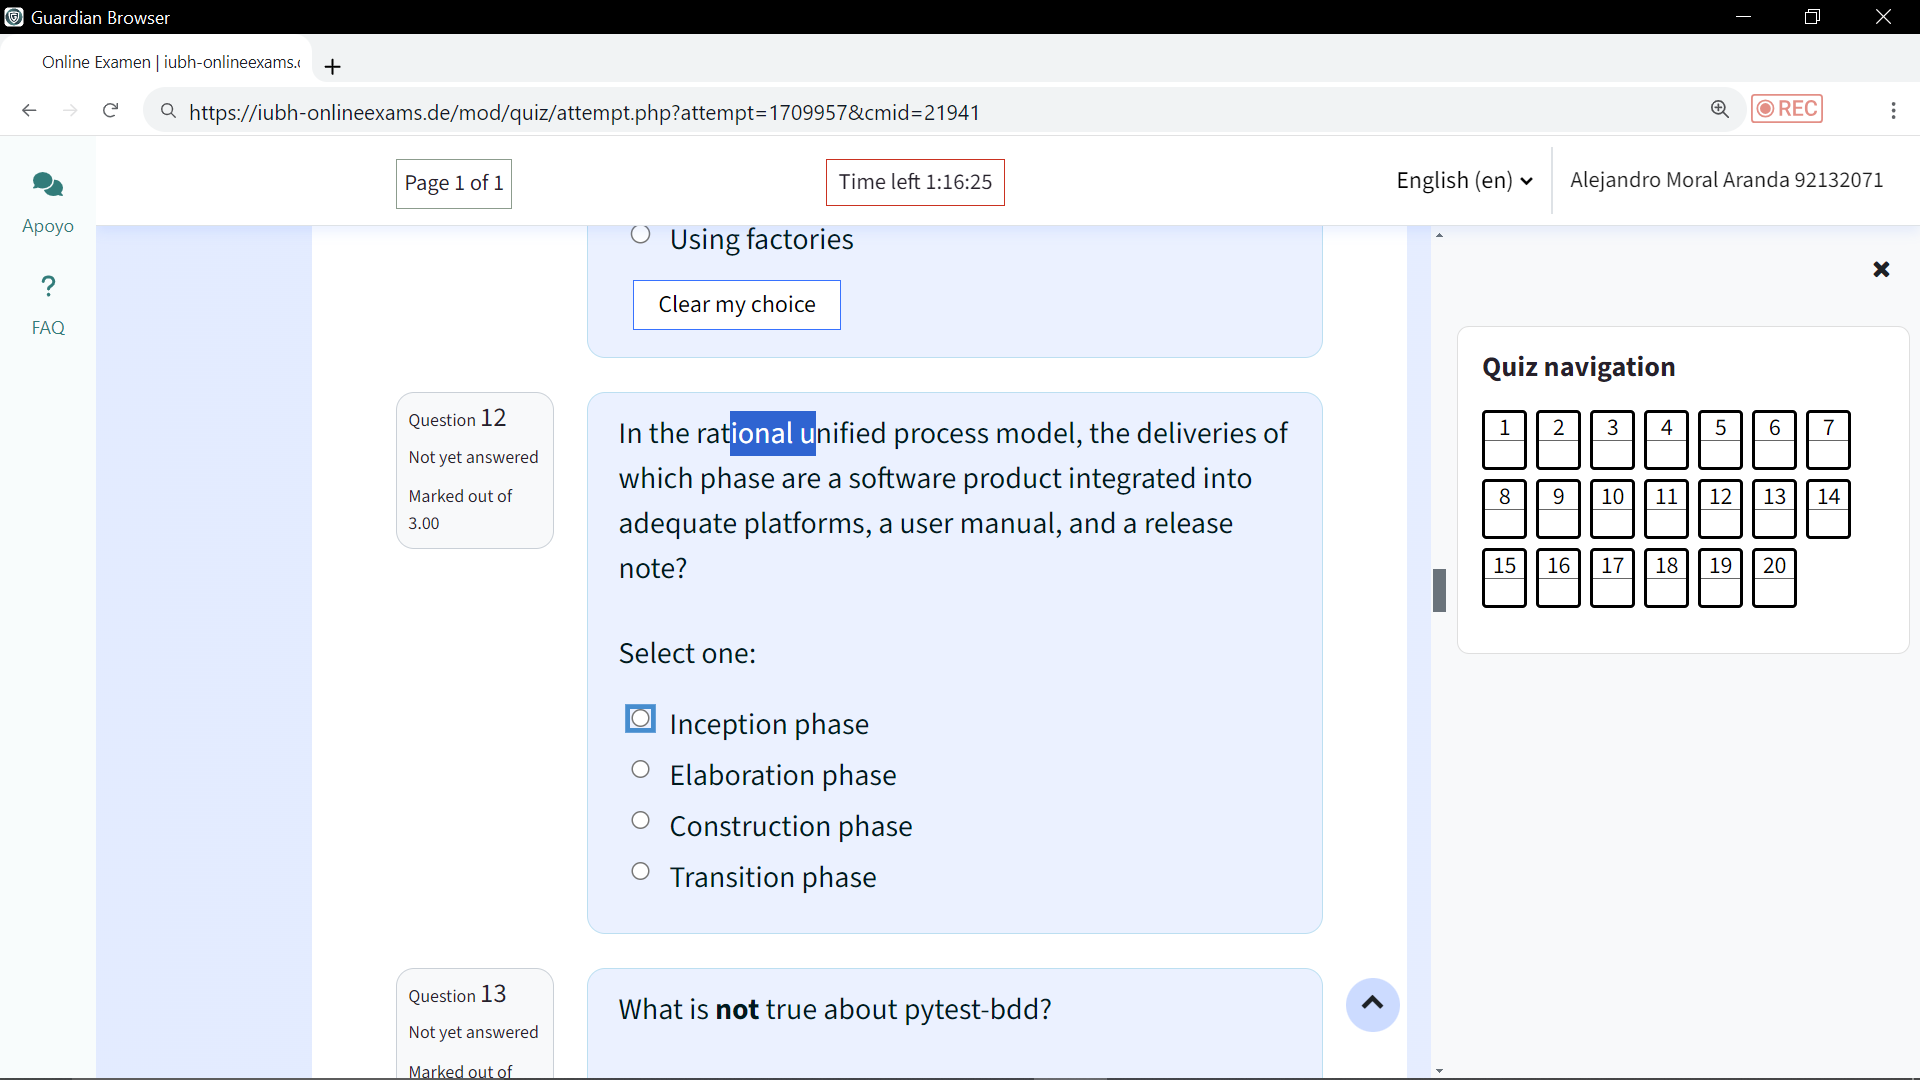 Guardian Browser
Online Examen | iubh-onlineexams.
https://iubh-onlineexams.de/mod/quiz/attempt.php?attempt=1709957&cmid=21941
REC
Page 1 of 1
Time left 1:16:25
English (en)
Alejandro Moral Aranda 92132071
Apoyo
?
FAQ
Using factories
Clear my choice
Question 12
Not yet answered
Marked out of
3.00
In the rational unified process model, the deliveries of
which phase are a software product integrated into
adequate platforms, a user manual, and a release
note?
Select one:
Inception phase
Elaboration phase
Construction phase
Transition phase
Question 13
Not yet answered
Marked out of
What is not true about pytest-bdd?
Quiz navigation
1 2 3 4 5 6 7
8 9 10 11 12 13 14
15 16 17 18 19 20